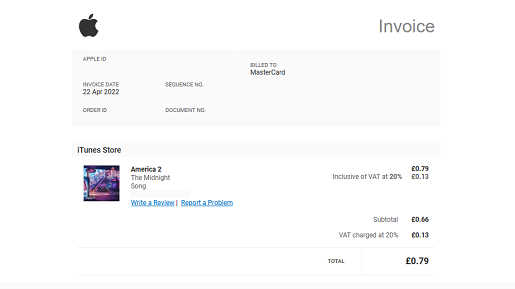 Invoice
APPLE ID
BILLED TO
MasterCard
INVOICE DATE
22 Apr 2022
SEQUENCE NO.
ORDER ID
DOCUMENT NO.
iTunes Store
America 2
The Midnight
Song
Write a Review | Report a Problem
£0.79
Inclusive of VAT at 20% £0.13
Subtotal £0.66
VAT charged at 20% £0.13
TOTAL £0.79